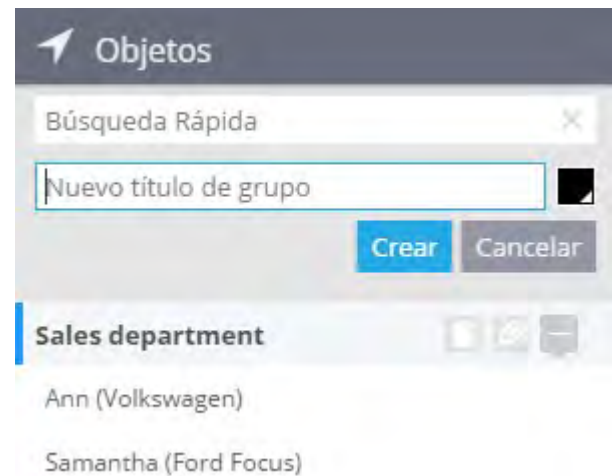 Objetos
Búsqueda Rápida
Nuevo título de grupo
Crear Cancelar
Sales department
Ann (Volkswagen)
Samantha (Ford Focus)